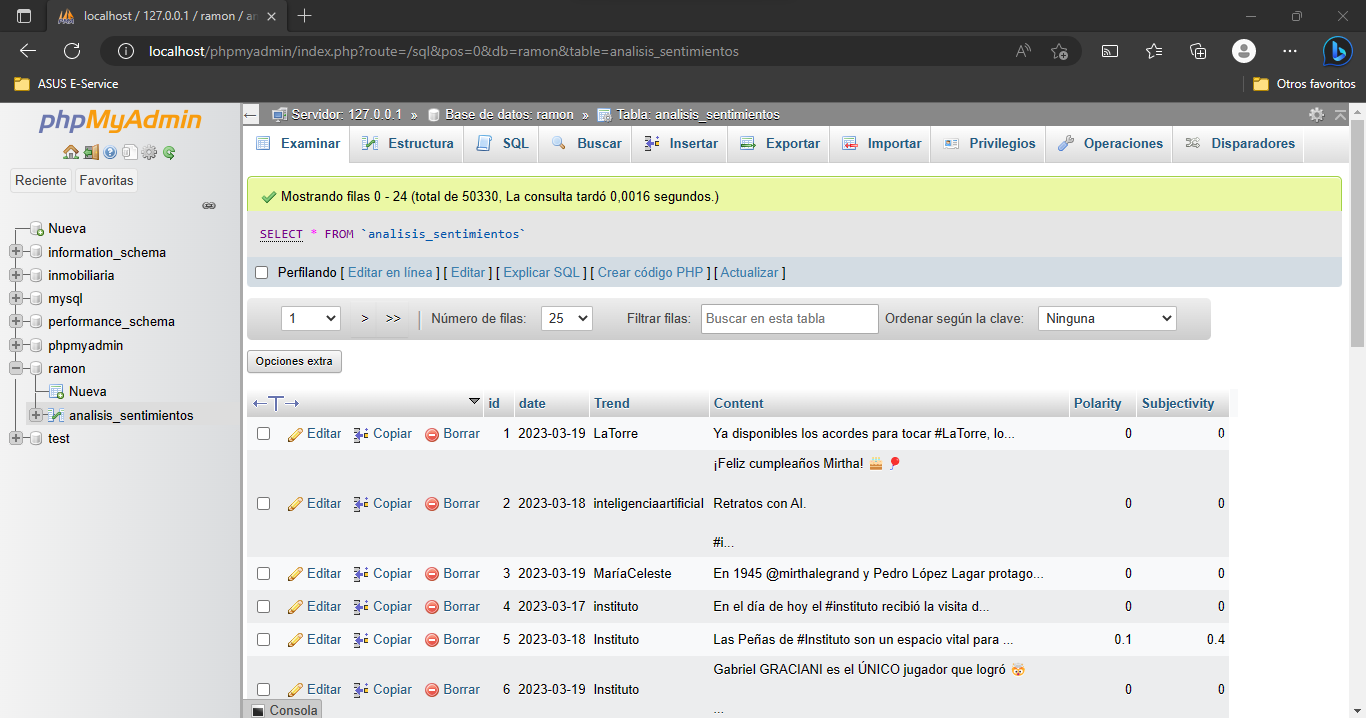 localhost / 127.0.0.1 / ramon / an
localhost/phpmyadmin/index.php?route=/sql&pos=0&db=ramon&table=analisis_sentimientos
ASUS E-Service
Otros favoritos
phpMyAdmin
Reciente Favoritas
Nueva
information_schema
inmobiliaria
mysql
performance_schema
phpmyadmin
ramon
Nueva
analisis_sentimientos
test
Servidor: 127.0.0.1 » Base de datos: ramon » Tabla: analisis_sentimientos
Examinar Estructura SQL Buscar Insertar Exportar Importar Privilegios Operaciones Disparadores
Mostrando filas 0 - 24 (total de 50330, La consulta tardó 0,0016 segundos.)
SELECT * FROM `analisis_sentimientos`
Perfilando [ Editar en línea ] [ Editar ] [ Explicar SQL ] [ Crear código PHP ] [ Actualizar ]
1 > >> | Número de filas: 25 Filtrar filas: Buscar en esta tabla Ordenar según la clave: Ninguna
Opciones extra
←T→ id date Trend Content Polarity Subjectivity
Editar Copiar Borrar 1 2023-03-19 LaTorre Ya disponibles los acordes para tocar #LaTorre, lo... 0 0
¡Feliz cumpleaños Mirtha! 🎂 🎈
Editar Copiar Borrar 2 2023-03-18 inteligenciaartificial Retratos con AI. 0 0
#i...
Editar Copiar Borrar 3 2023-03-19 MaríaCeleste En 1945 @mirthalegrand y Pedro López Lagar protago... 0 0
Editar Copiar Borrar 4 2023-03-17 instituto En el día de hoy el #instituto recibió la visita d... 0 0
Editar Copiar Borrar 5 2023-03-18 Instituto Las Peñas de #Instituto son un espacio vital para ... 0.1 0.4
Gabriel GRACIANI es el ÚNICO jugador que logró 🤯
Editar Copiar Borrar 6 2023-03-19 Instituto 0 0
...
Consola